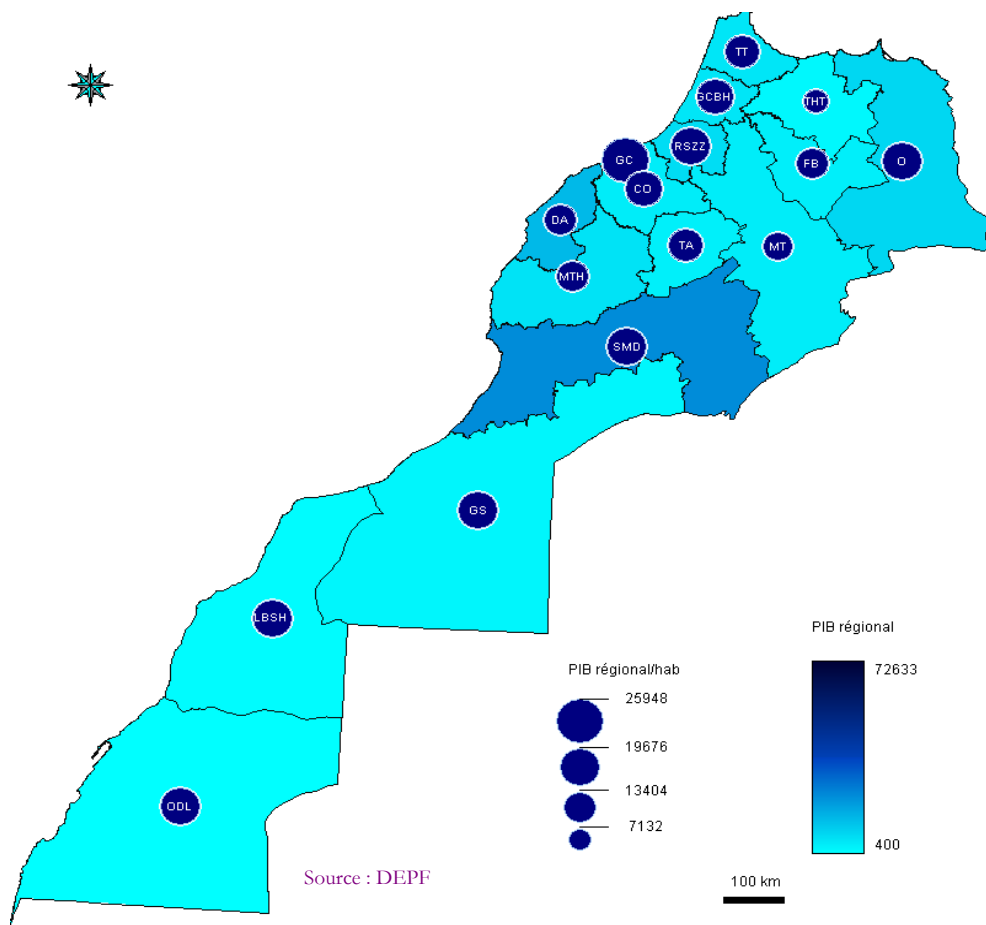 TT
GCBH
THT
RSZZ
GC
FB
O
CO
DA
TA
MT
MTH
SMD
GS
LBSH
ODL
PIB régional
72633
400
PIB régional/hab
25948
19676
13404
7132
Source : DEPF
100 km